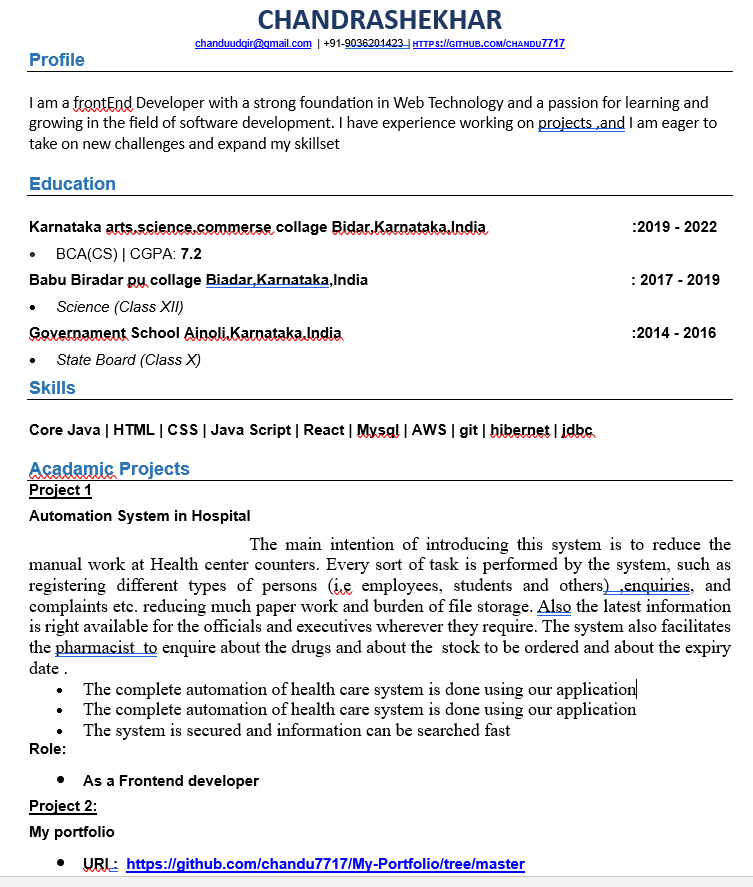 CHANDRASHEKHAR
chanduudgir@gmail.com | +91-9036201423 | HTTPS://GITHUB.COM/CHANDU7717
Profile
I am a frontEnd Developer with a strong foundation in Web Technology and a passion for learning and
growing in the field of software development. I have experience working on projects ,and I am eager to
take on new challenges and expand my skillset
Education
Karnataka arts,science,commerse collage Bidar,Karnataka,India :2019 - 2022
• BCA(CS) | CGPA: 7.2
Babu Biradar pu collage Biadar,Karnataka,India : 2017 - 2019
• Science (Class XII)
Governament School Ainoli,Karnataka,India :2014 - 2016
• State Board (Class X)
Skills
Core Java | HTML | CSS | Java Script | React | Mysql | AWS | git | hibernet | jdbc
Acadamic Projects
Project 1
Automation System in Hospital
The main intention of introducing this system is to reduce the
manual work at Health center counters. Every sort of task is performed by the system, such as
registering different types of persons (i.e employees, students and others) ,enquiries, and
complaints etc. reducing much paper work and burden of file storage. Also the latest information
is right available for the officials and executives wherever they require. The system also facilitates
the pharmacist to enquire about the drugs and about the stock to be ordered and about the expiry
date .
• The complete automation of health care system is done using our application
• The complete automation of health care system is done using our application
• The system is secured and information can be searched fast
Role:
• As a Frontend developer
Project 2:
My portfolio
• URL: https://github.com/chandu7717/My-Portfolio/tree/master